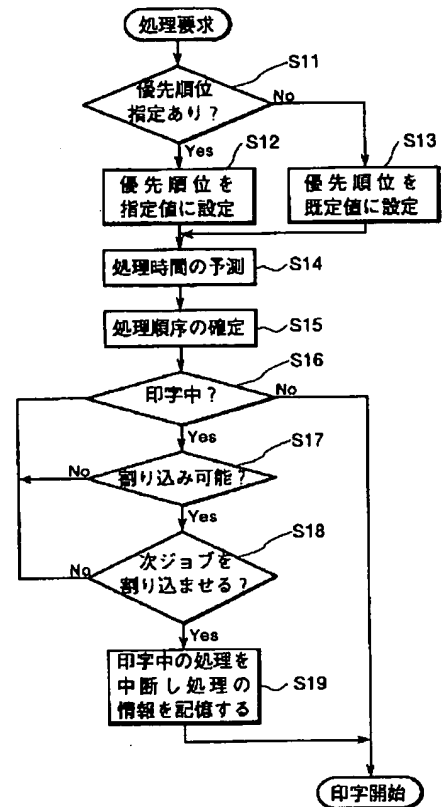 処理要求
S11
優先順位
指定あり？
No
Yes
S12
優先順位を
指定値に設定
S13
優先順位を
既定値に設定
処理時間の予測
S14
処理順序の確定
S15
S16
印字中？
No
Yes
S17
No
割り込み可能？
Yes
S18
次ジョブを
割り込ませる？
No
Yes
印字中の処理を
中断し処理の
情報を記憶する
S19
印字開始